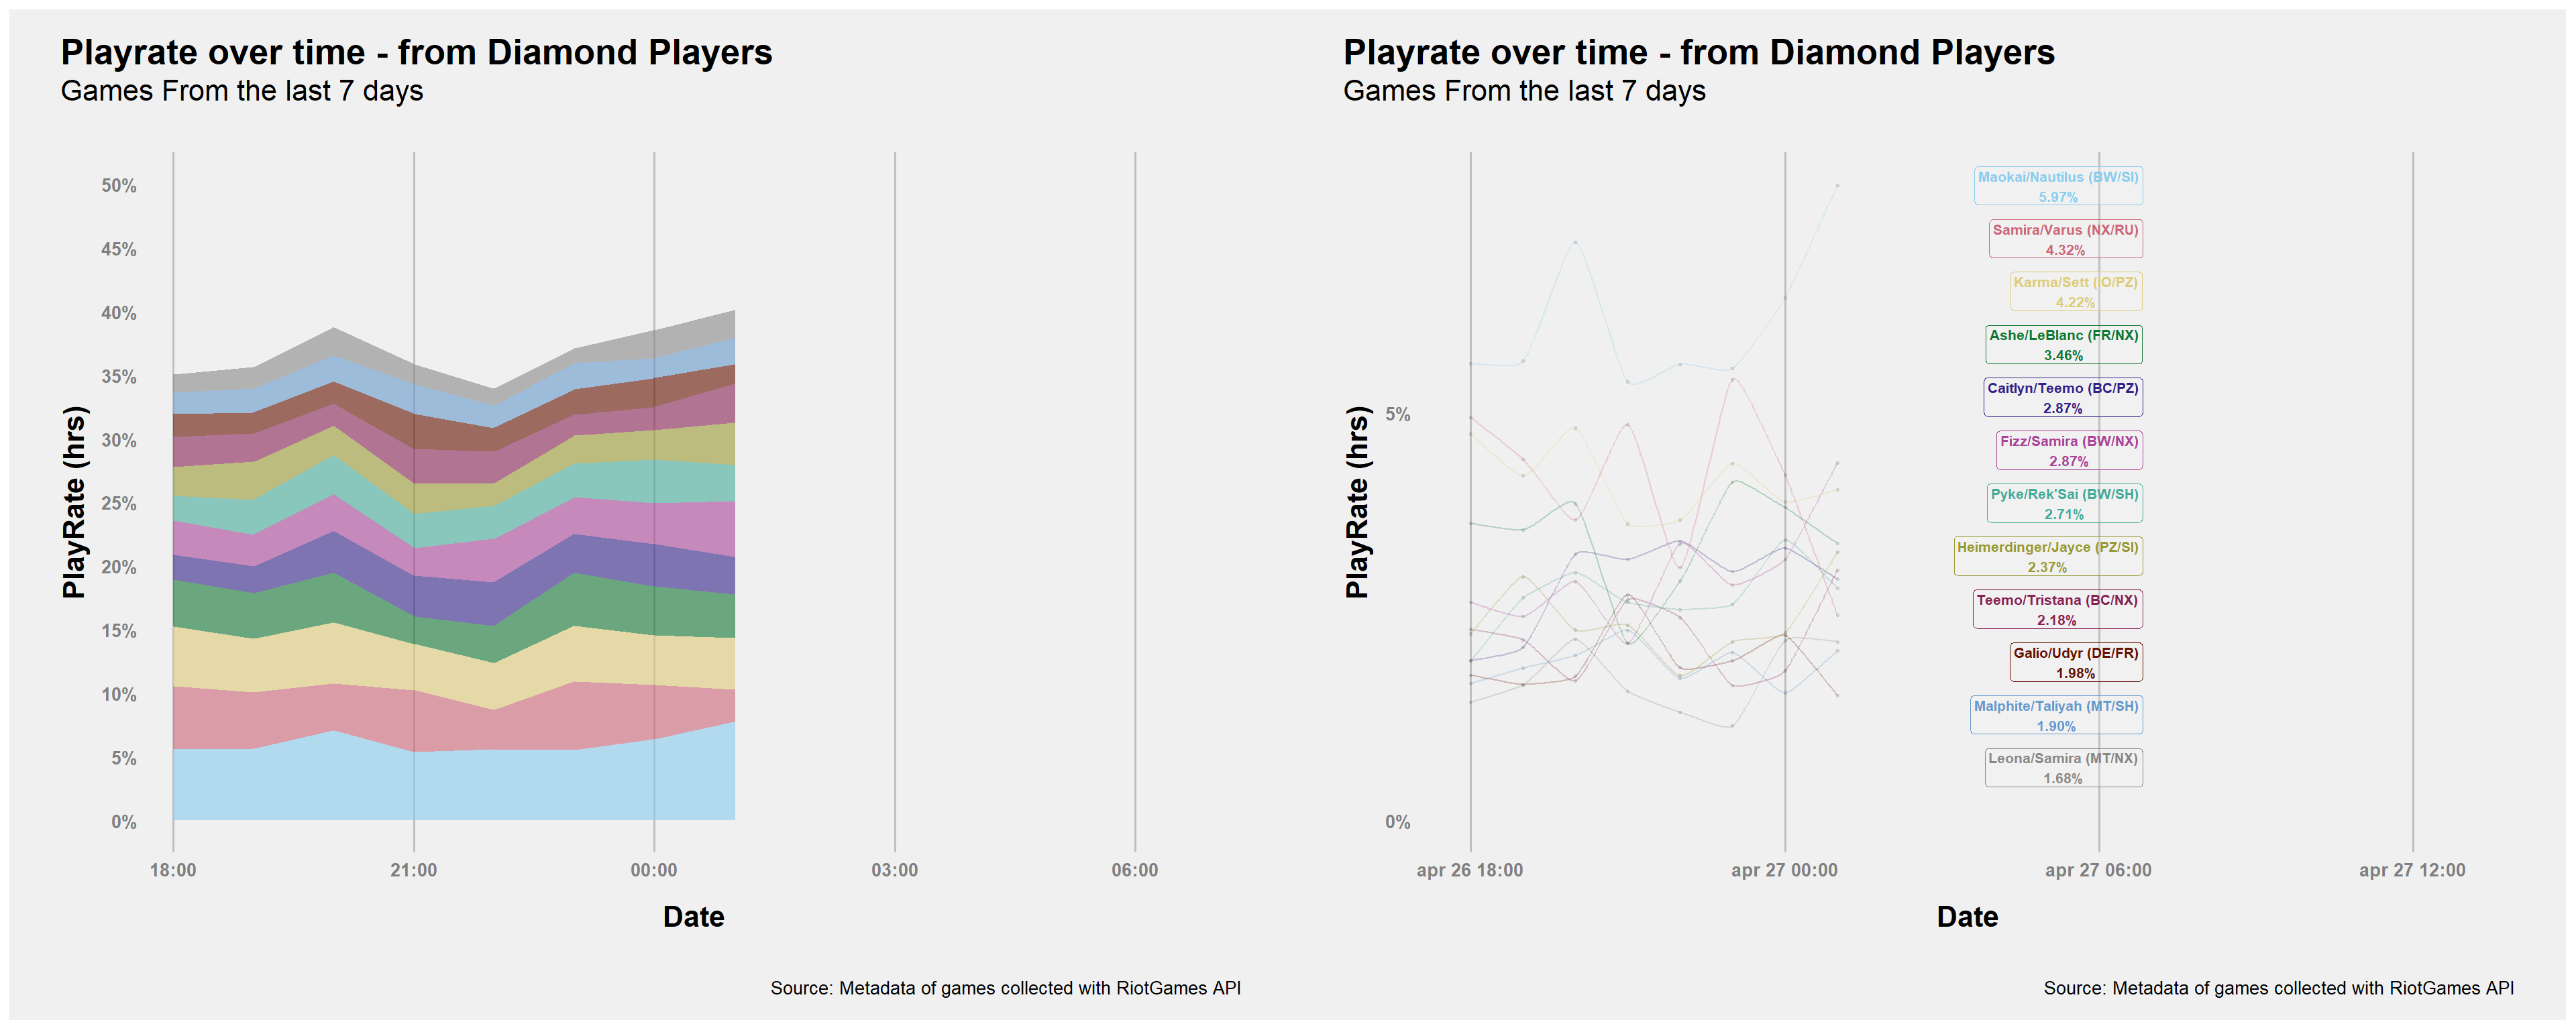 Playrate over time - from Diamond Players
Games From the last 7 days
PlayRate (hrs)
50%
45%
40%
35%
30%
25%
20%
15%
10%
5%
0%
18:00
21:00
00:00
03:00
06:00
Date
Source: Metadata of games collected with RiotGames API
Playrate over time - from Diamond Players
Games From the last 7 days
PlayRate (hrs)
5%
0%
Maokai/Nautilus (BW/SI)
5.97%
Samira/Varus (NX/RU)
4.32%
Karma/Sett (IO/PZ)
4.22%
Ashe/LeBlanc (FR/NX)
3.46%
Caitlyn/Teemo (BC/PZ)
2.87%
Fizz/Samira (BW/NX)
2.87%
Pyke/Rek'Sai (BW/SH)
2.71%
Heimerdinger/Jayce (PZ/SI)
2.37%
Teemo/Tristana (BC/NX)
2.18%
Galio/Udyr (DE/FR)
1.98%
Malphite/Taliyah (MT/SH)
1.90%
Leona/Samira (MT/NX)
1.68%
apr 26 18:00
apr 27 00:00
apr 27 06:00
apr 27 12:00
Date
Source: Metadata of games collected with RiotGames API